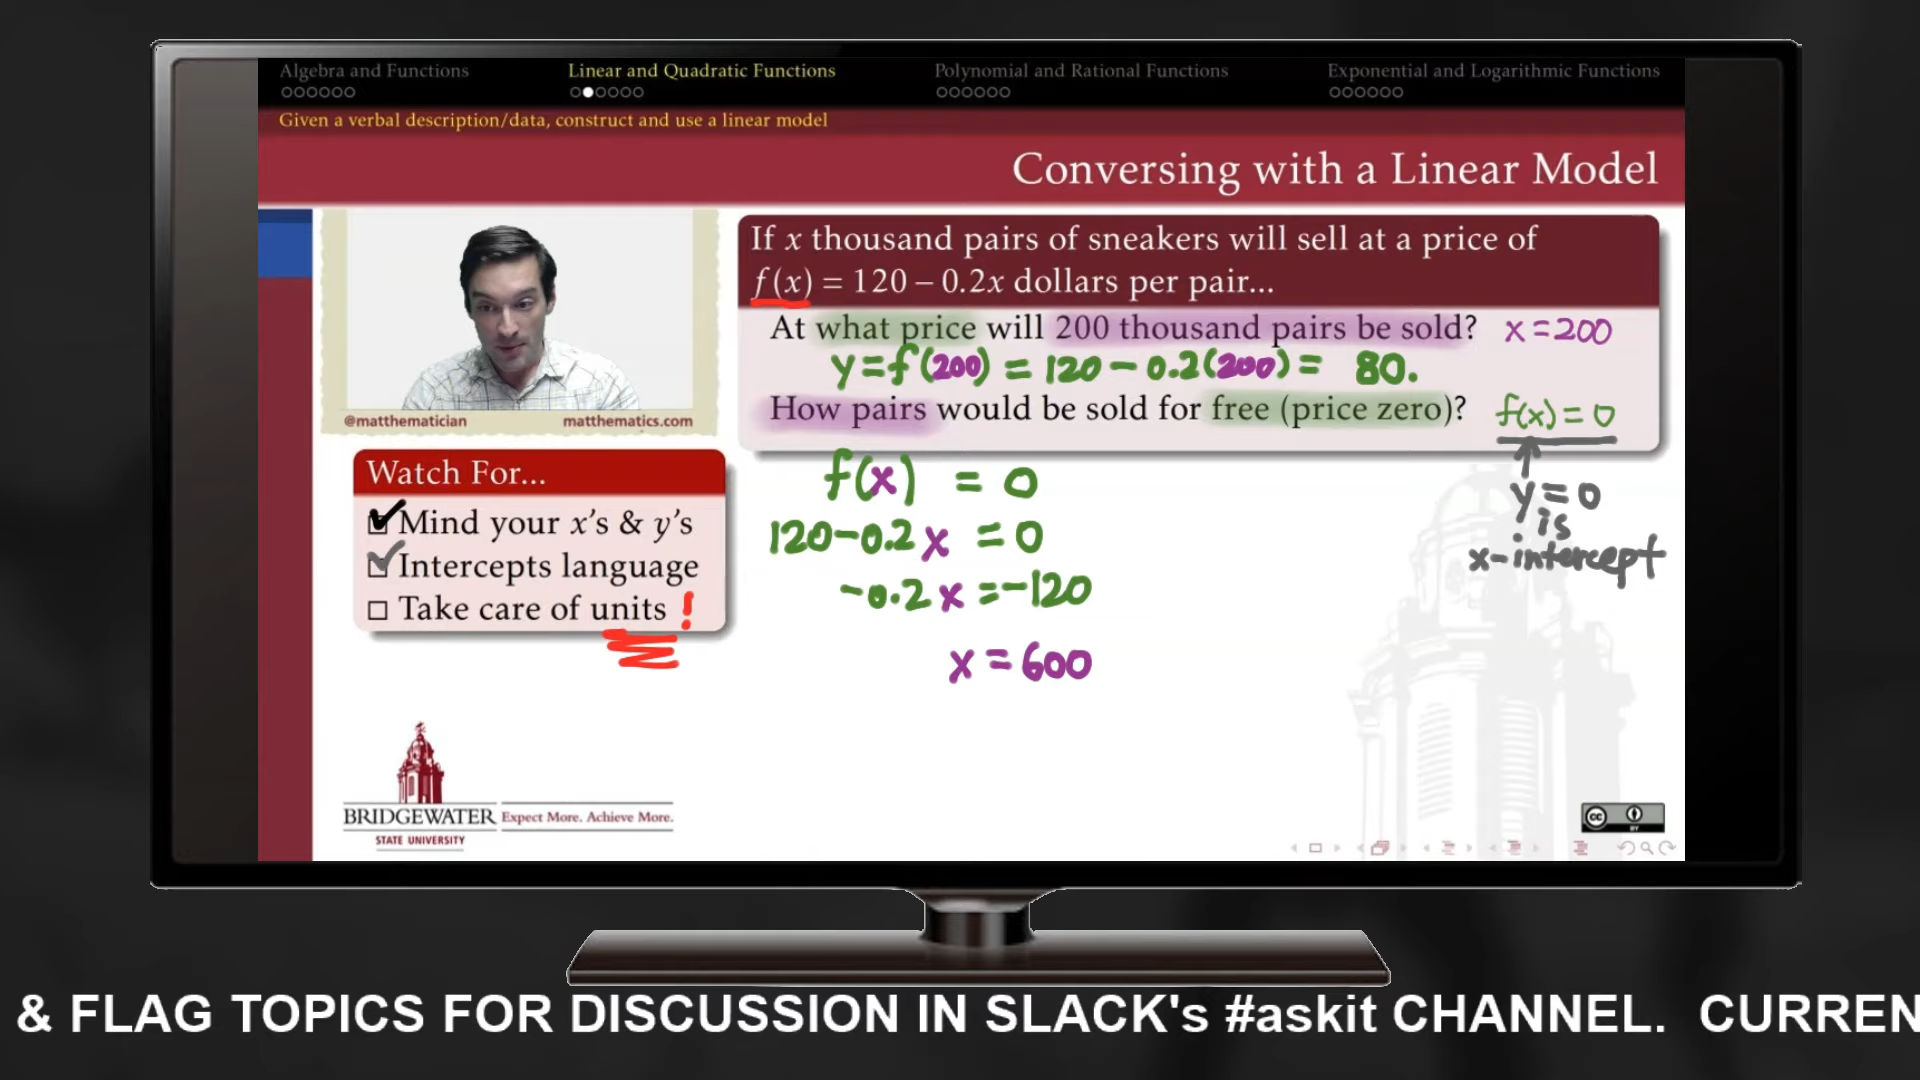 Algebra and Functions
Linear and Quadratic Functions
Polynomial and Rational Functions
Exponential and Logarithmic Functions
Given a verbal description/data, construct and use a linear model
Conversing with a Linear Model
If x thousand pairs of sneakers will sell at a price of
f(x) = 120 – 0.2x dollars per pair...
At what price will 200 thousand pairs be sold? x = 200
y = f(200) = 120 - 0.2(200) = 80.
How pairs would be sold for free (price zero)? f(x) = 0
y = 0
is
x-intercept
@matthematician matthematics.com
Watch For...
Mind your x's & y's
Intercepts language
Take care of units !
f(x) = 0
120-0.2x = 0
-0.2x = -120
x = 600
BRIDGEWATER
STATE UNIVERSITY
Expect More. Achieve More.
cc
BY
& FLAG TOPICS FOR DISCUSSION IN SLACK's #askit CHANNEL. CURREN